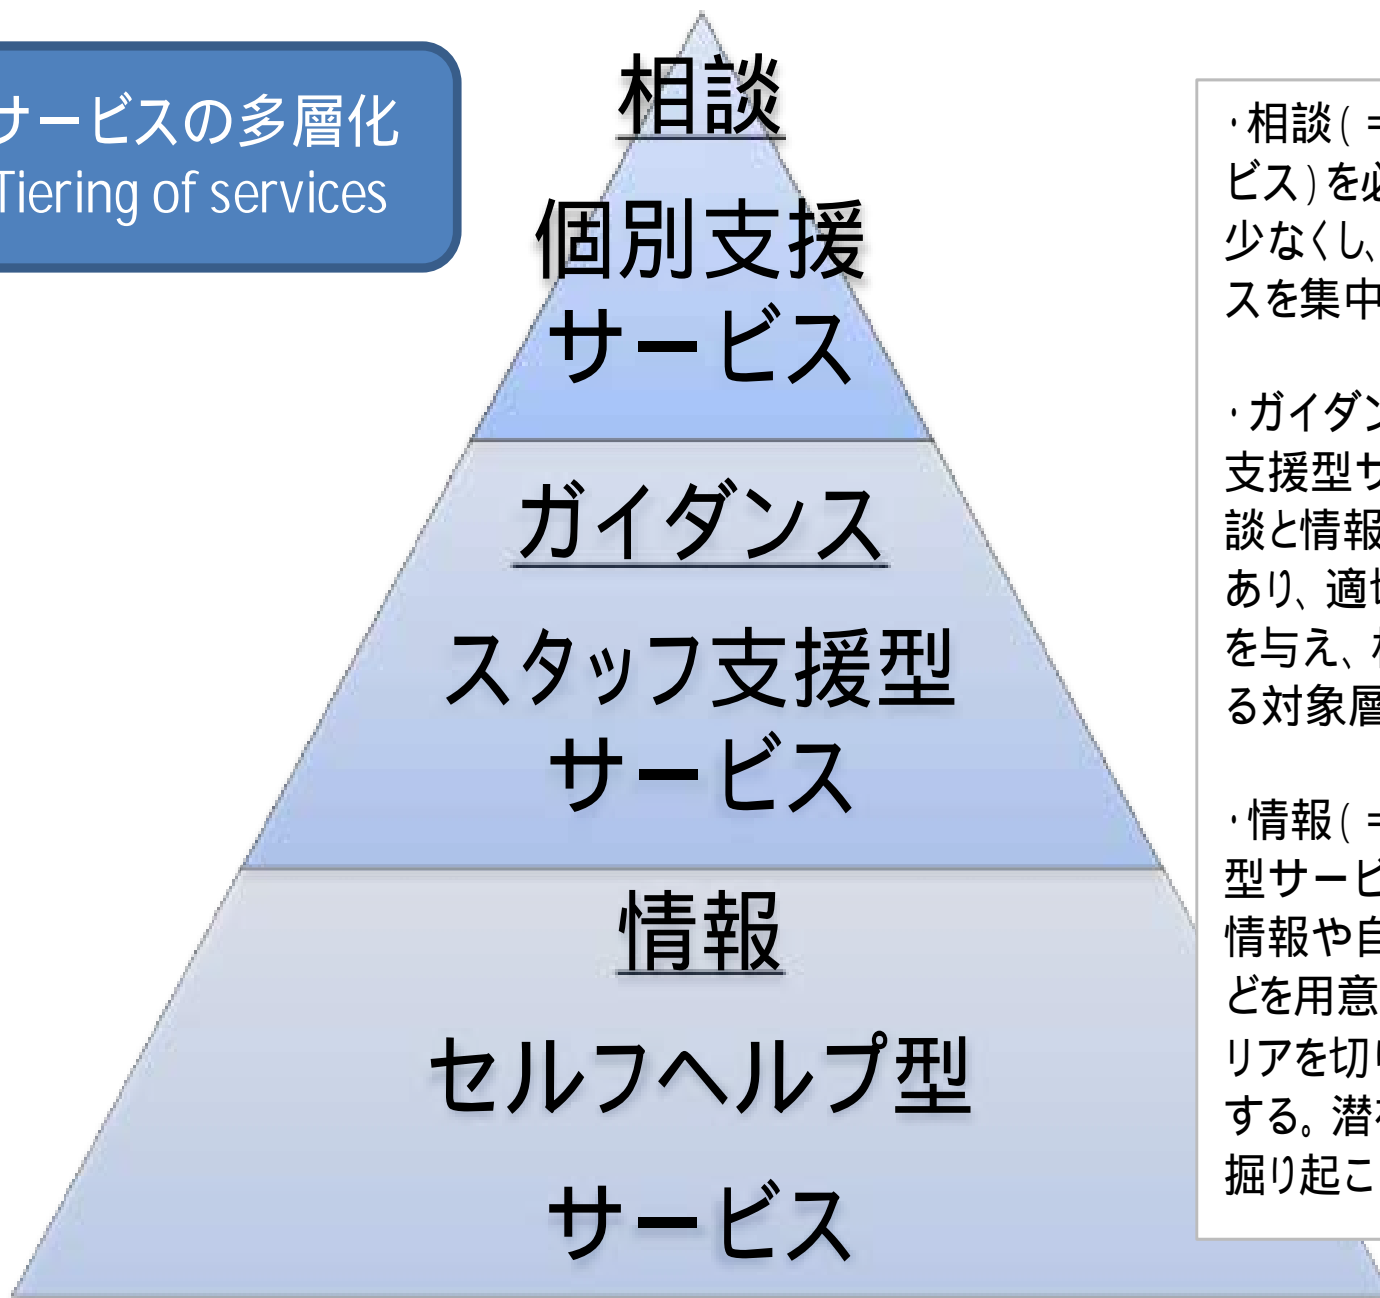 サービスの多層化
Tiering of services
相談
個別支援
サービス
ガイダンス
スタッフ支援型
サービス
情報
セルフヘルプ型
サービス
・相談(=
ビス)を必
少なくし、
スを集中
・ガイダン
支援型サ
談と情報
あり、適切
を与え、
る対象層
・情報(=
型サービ
情報や自
どを用意
リアを切り
する。潜在
掘り起こ